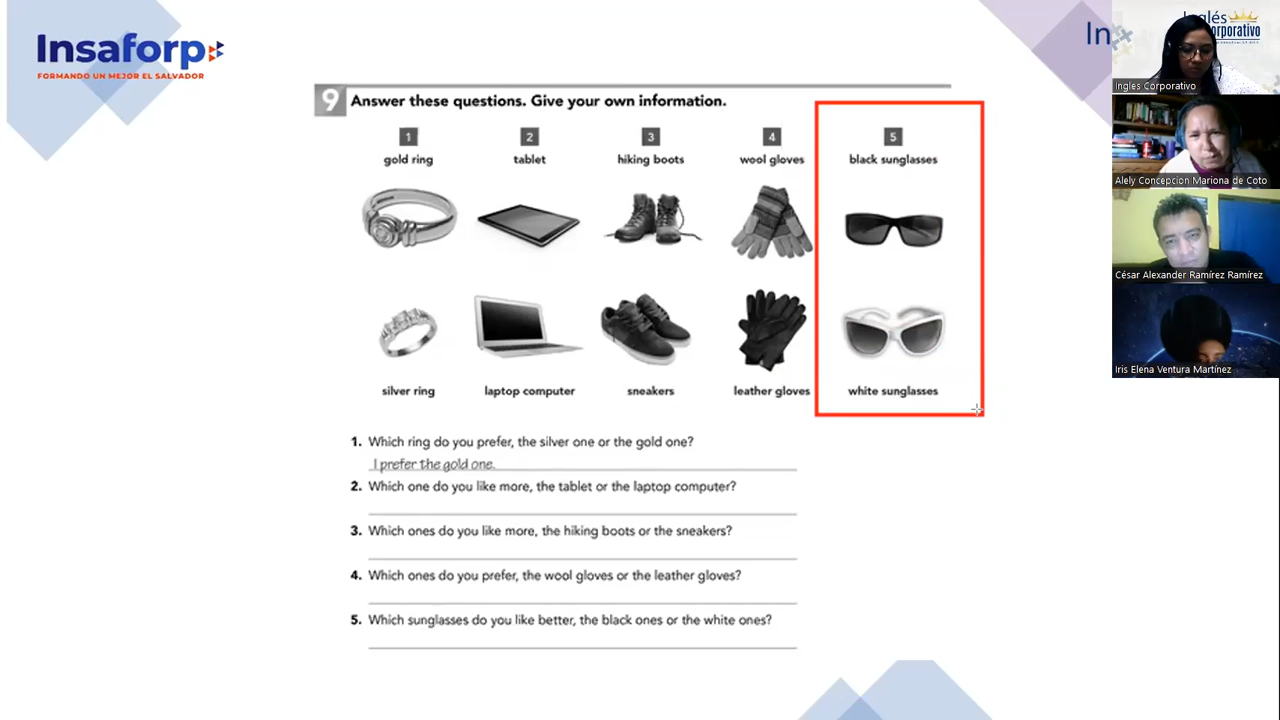 Insaforp
FORMANDO UN MEJOR EL SALVADOR
In
Inglés
Corporativo
Ingles Corporativo
Alely Concepcion Mariona de Coto
César Alexander Ramírez Ramírez
Iris Elena Ventura Martínez
9 Answer these questions. Give your own information.
1 2 3 4 5
gold ring tablet hiking boots wool gloves black sunglasses
silver ring laptop computer sneakers leather gloves white sunglasses
1. Which ring do you prefer, the silver one or the gold one?
I prefer the gold one.
2. Which one do you like more, the tablet or the laptop computer?
3. Which ones do you like more, the hiking boots or the sneakers?
4. Which ones do you prefer, the wool gloves or the leather gloves?
5. Which sunglasses do you like better, the black ones or the white ones?